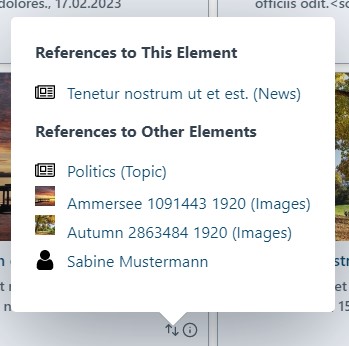 dolores., 17.02.2023
officiis odit.<so
References to This Element
Tenetur nostrum ut et est. (News)
References to Other Elements
Politics (Topic)
Ammersee 1091443 1920 (Images)
Autumn 2863484 1920 (Images)
Sabine Mustermann